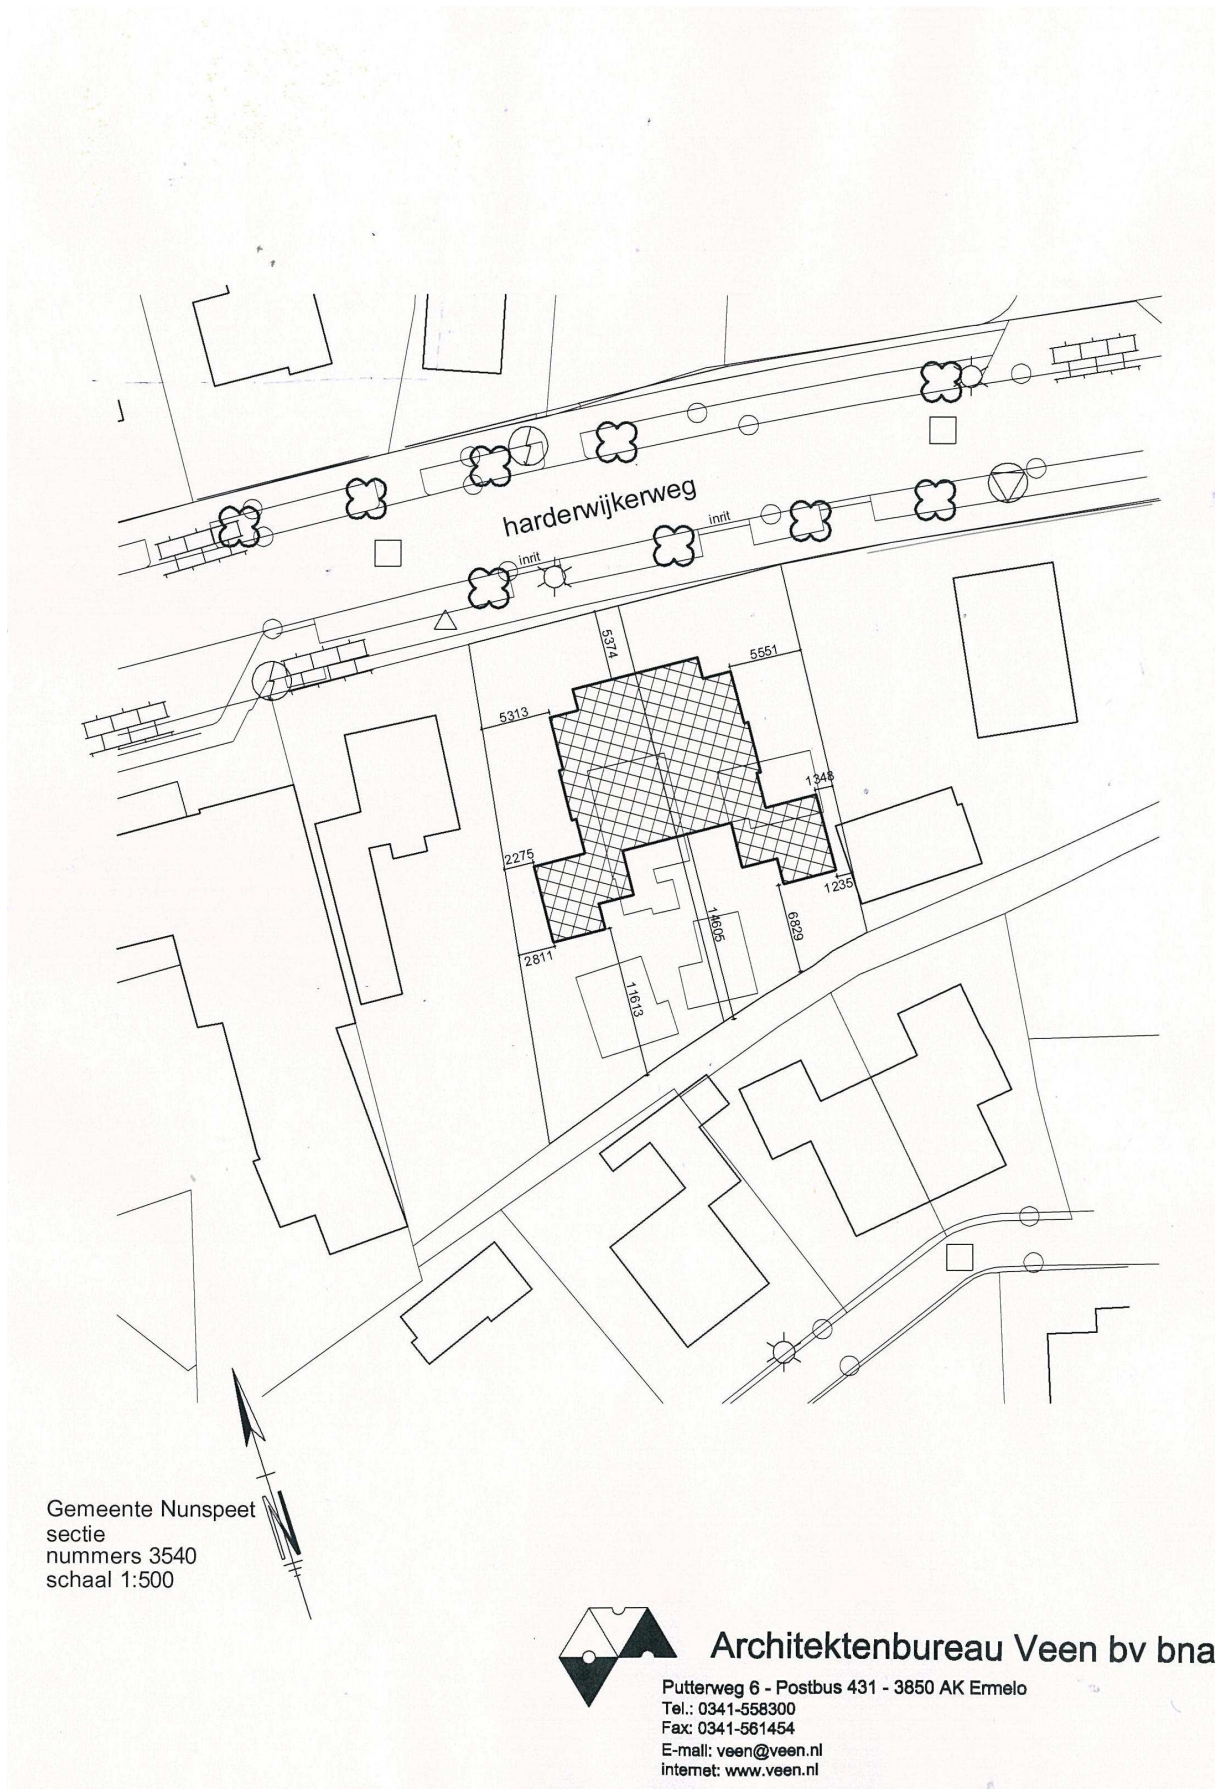 harderwijkerweg
inrit
inrit
5374
5551
5313
1348
2275
1235
14605
6829
2811
11613
N
Gemeente Nunspeet
sectie
nummers 3540
schaal 1:500
Architektenbureau Veen bv bna
Putterweg 6 - Postbus 431 - 3850 AK Ermelo
Tel.: 0341-558300
Fax: 0341-561454
E-mail: veen@veen.nl
internet: www.veen.nl